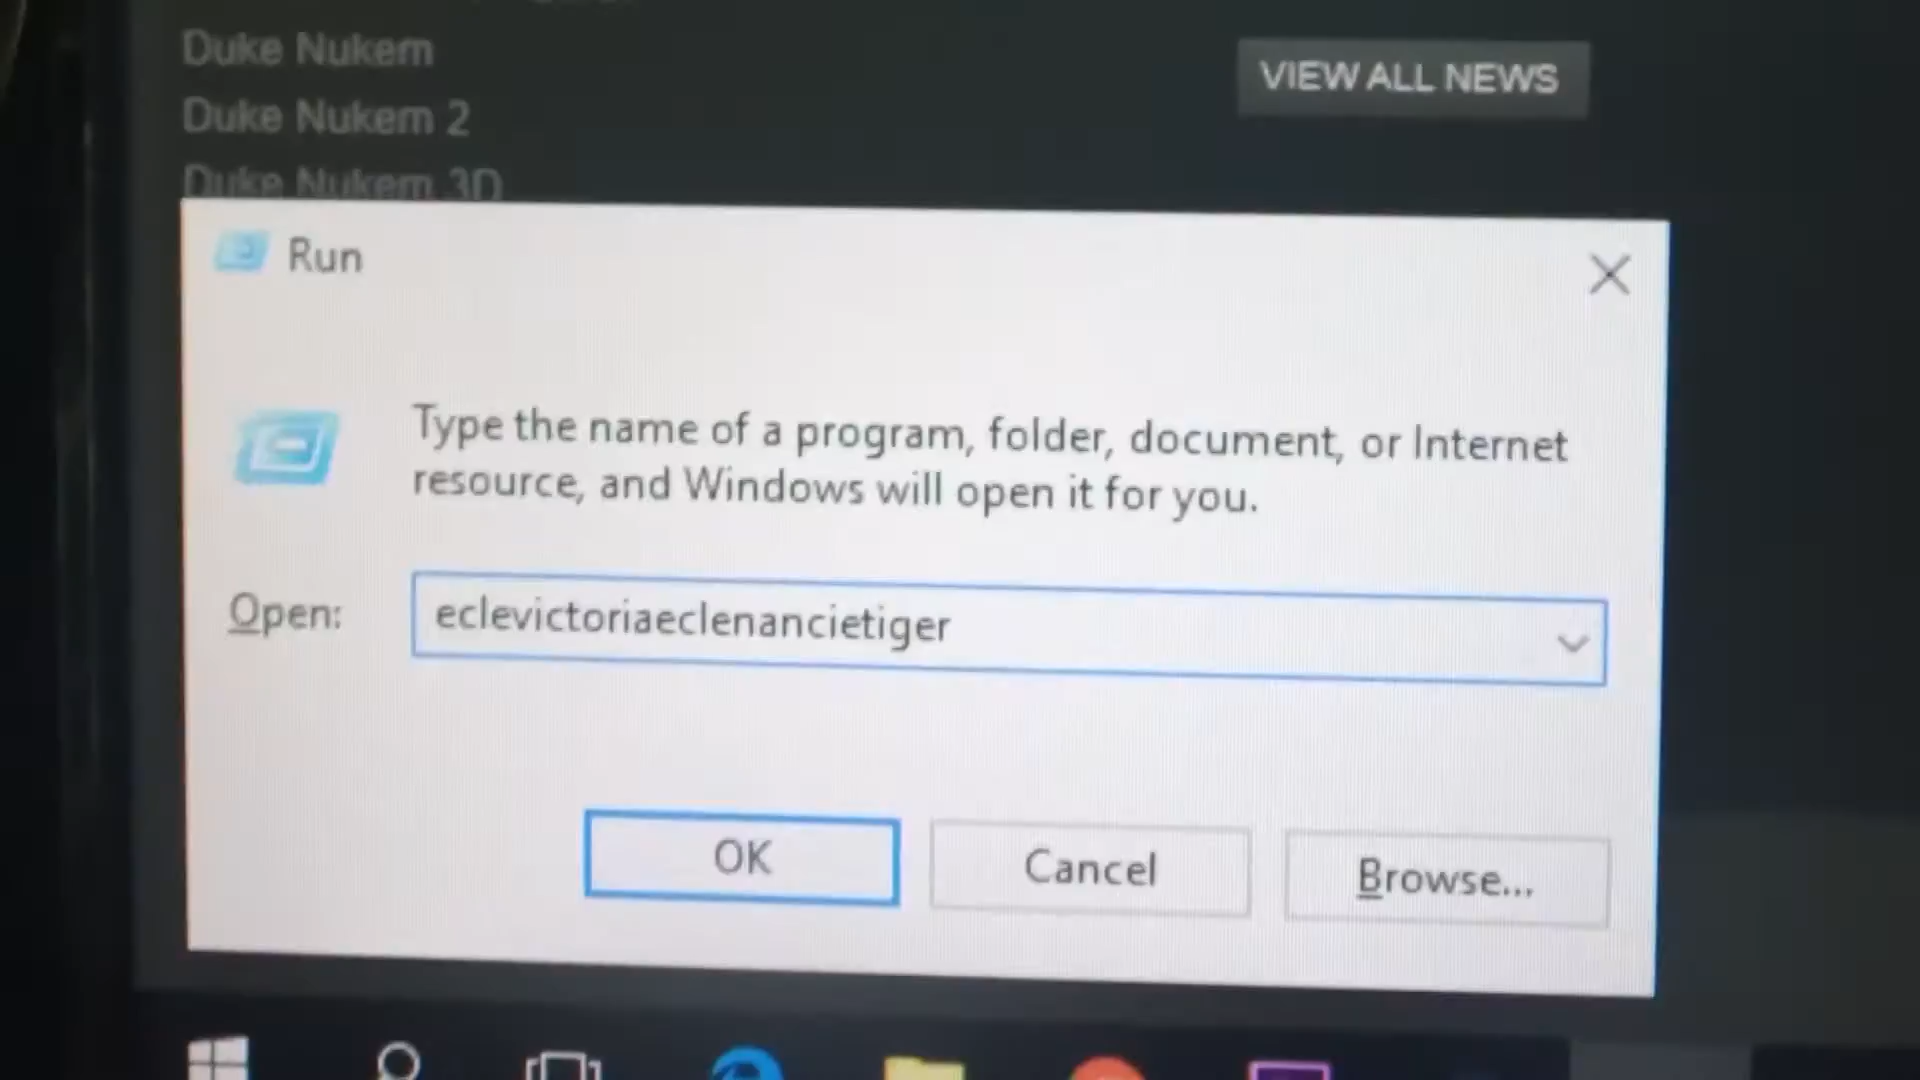 Duke Nukem
Duke Nukem 2
Duke Nukem 3D
VIEW ALL NEWS
Run
Type the name of a program, folder, document, or Internet
resource, and Windows will open it for you.
Open:
eclevictoriaeclenancietiger
OK
Cancel
Browse...